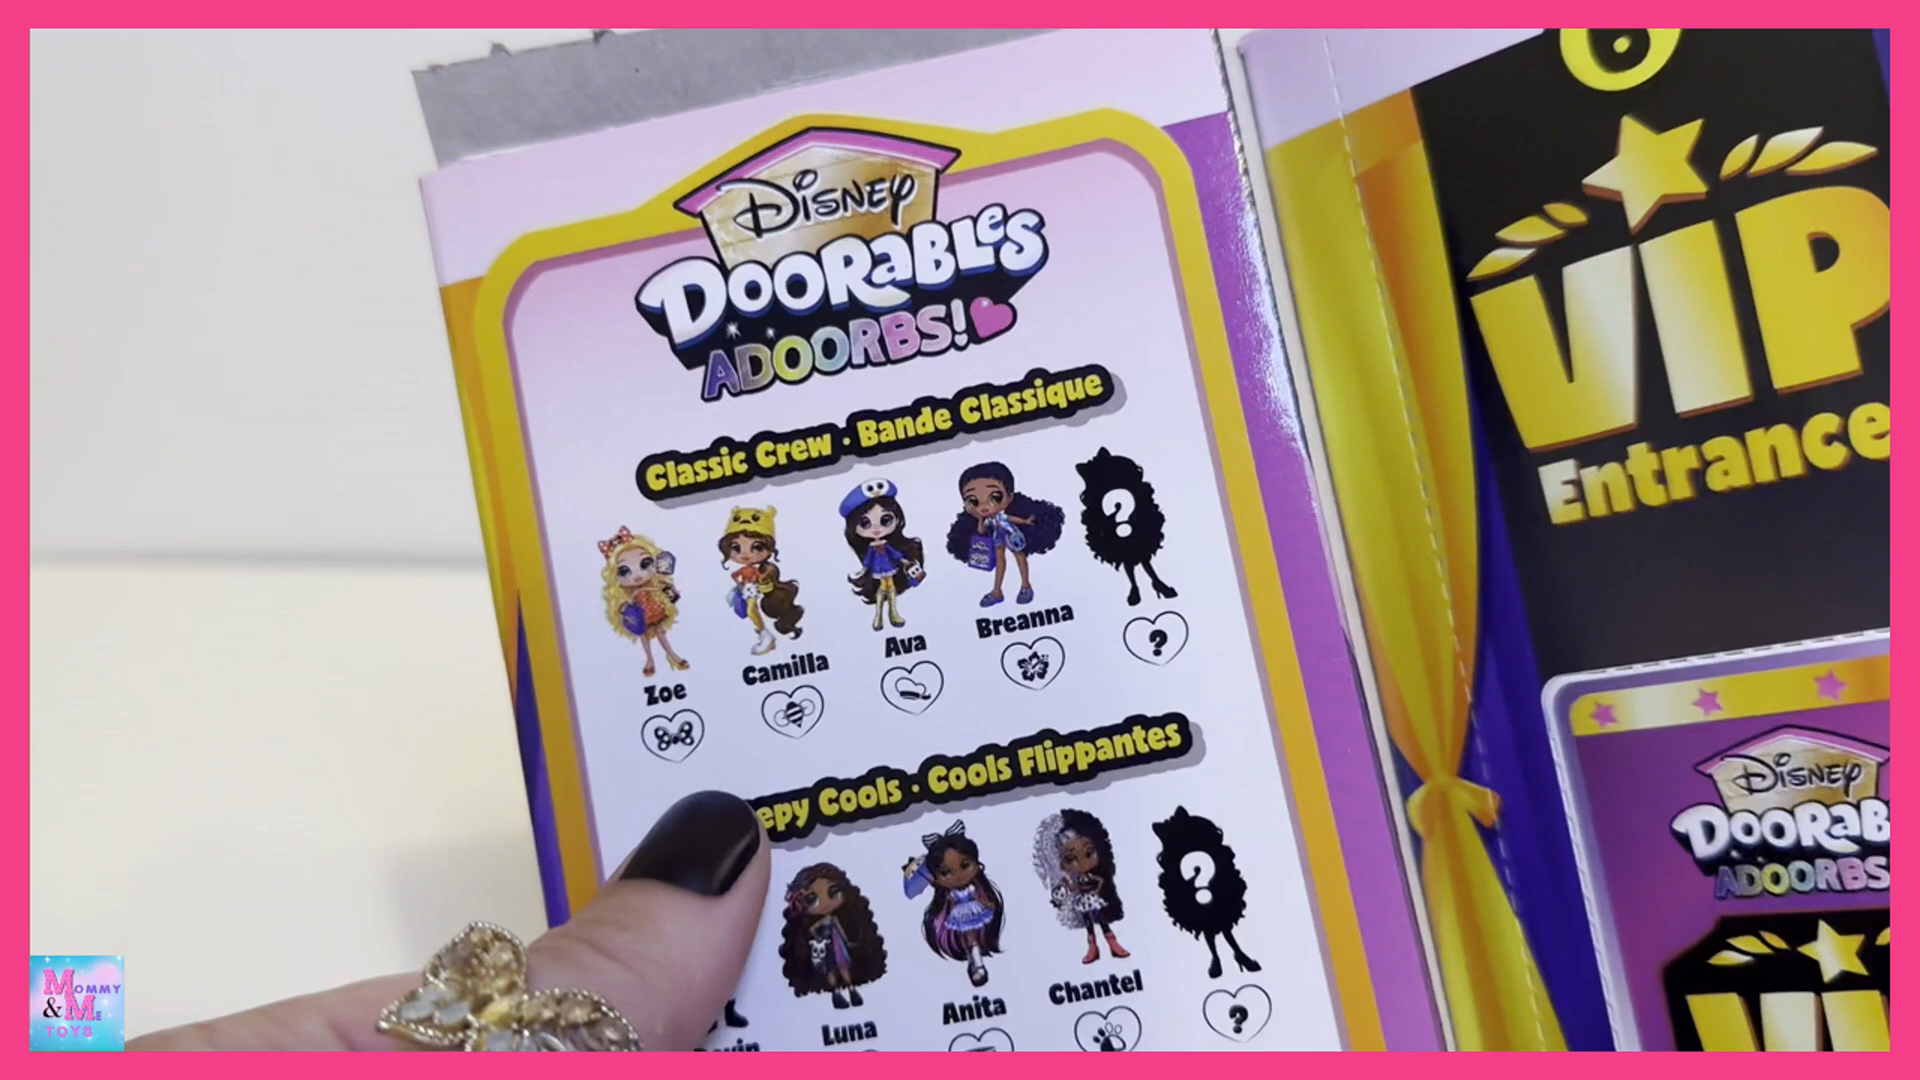 DISNEY
DOORABLES
ADOORBS!
Classic Crew · Bande Classique
?
Zoe
Camilla
Ava
Breanna
?
Cools · Cools Flippantes
?
Luna
Anita
Chantel
?
VIP
Entrance
DISNEY
ADOORBS
MOMMY
& ME
TOYS